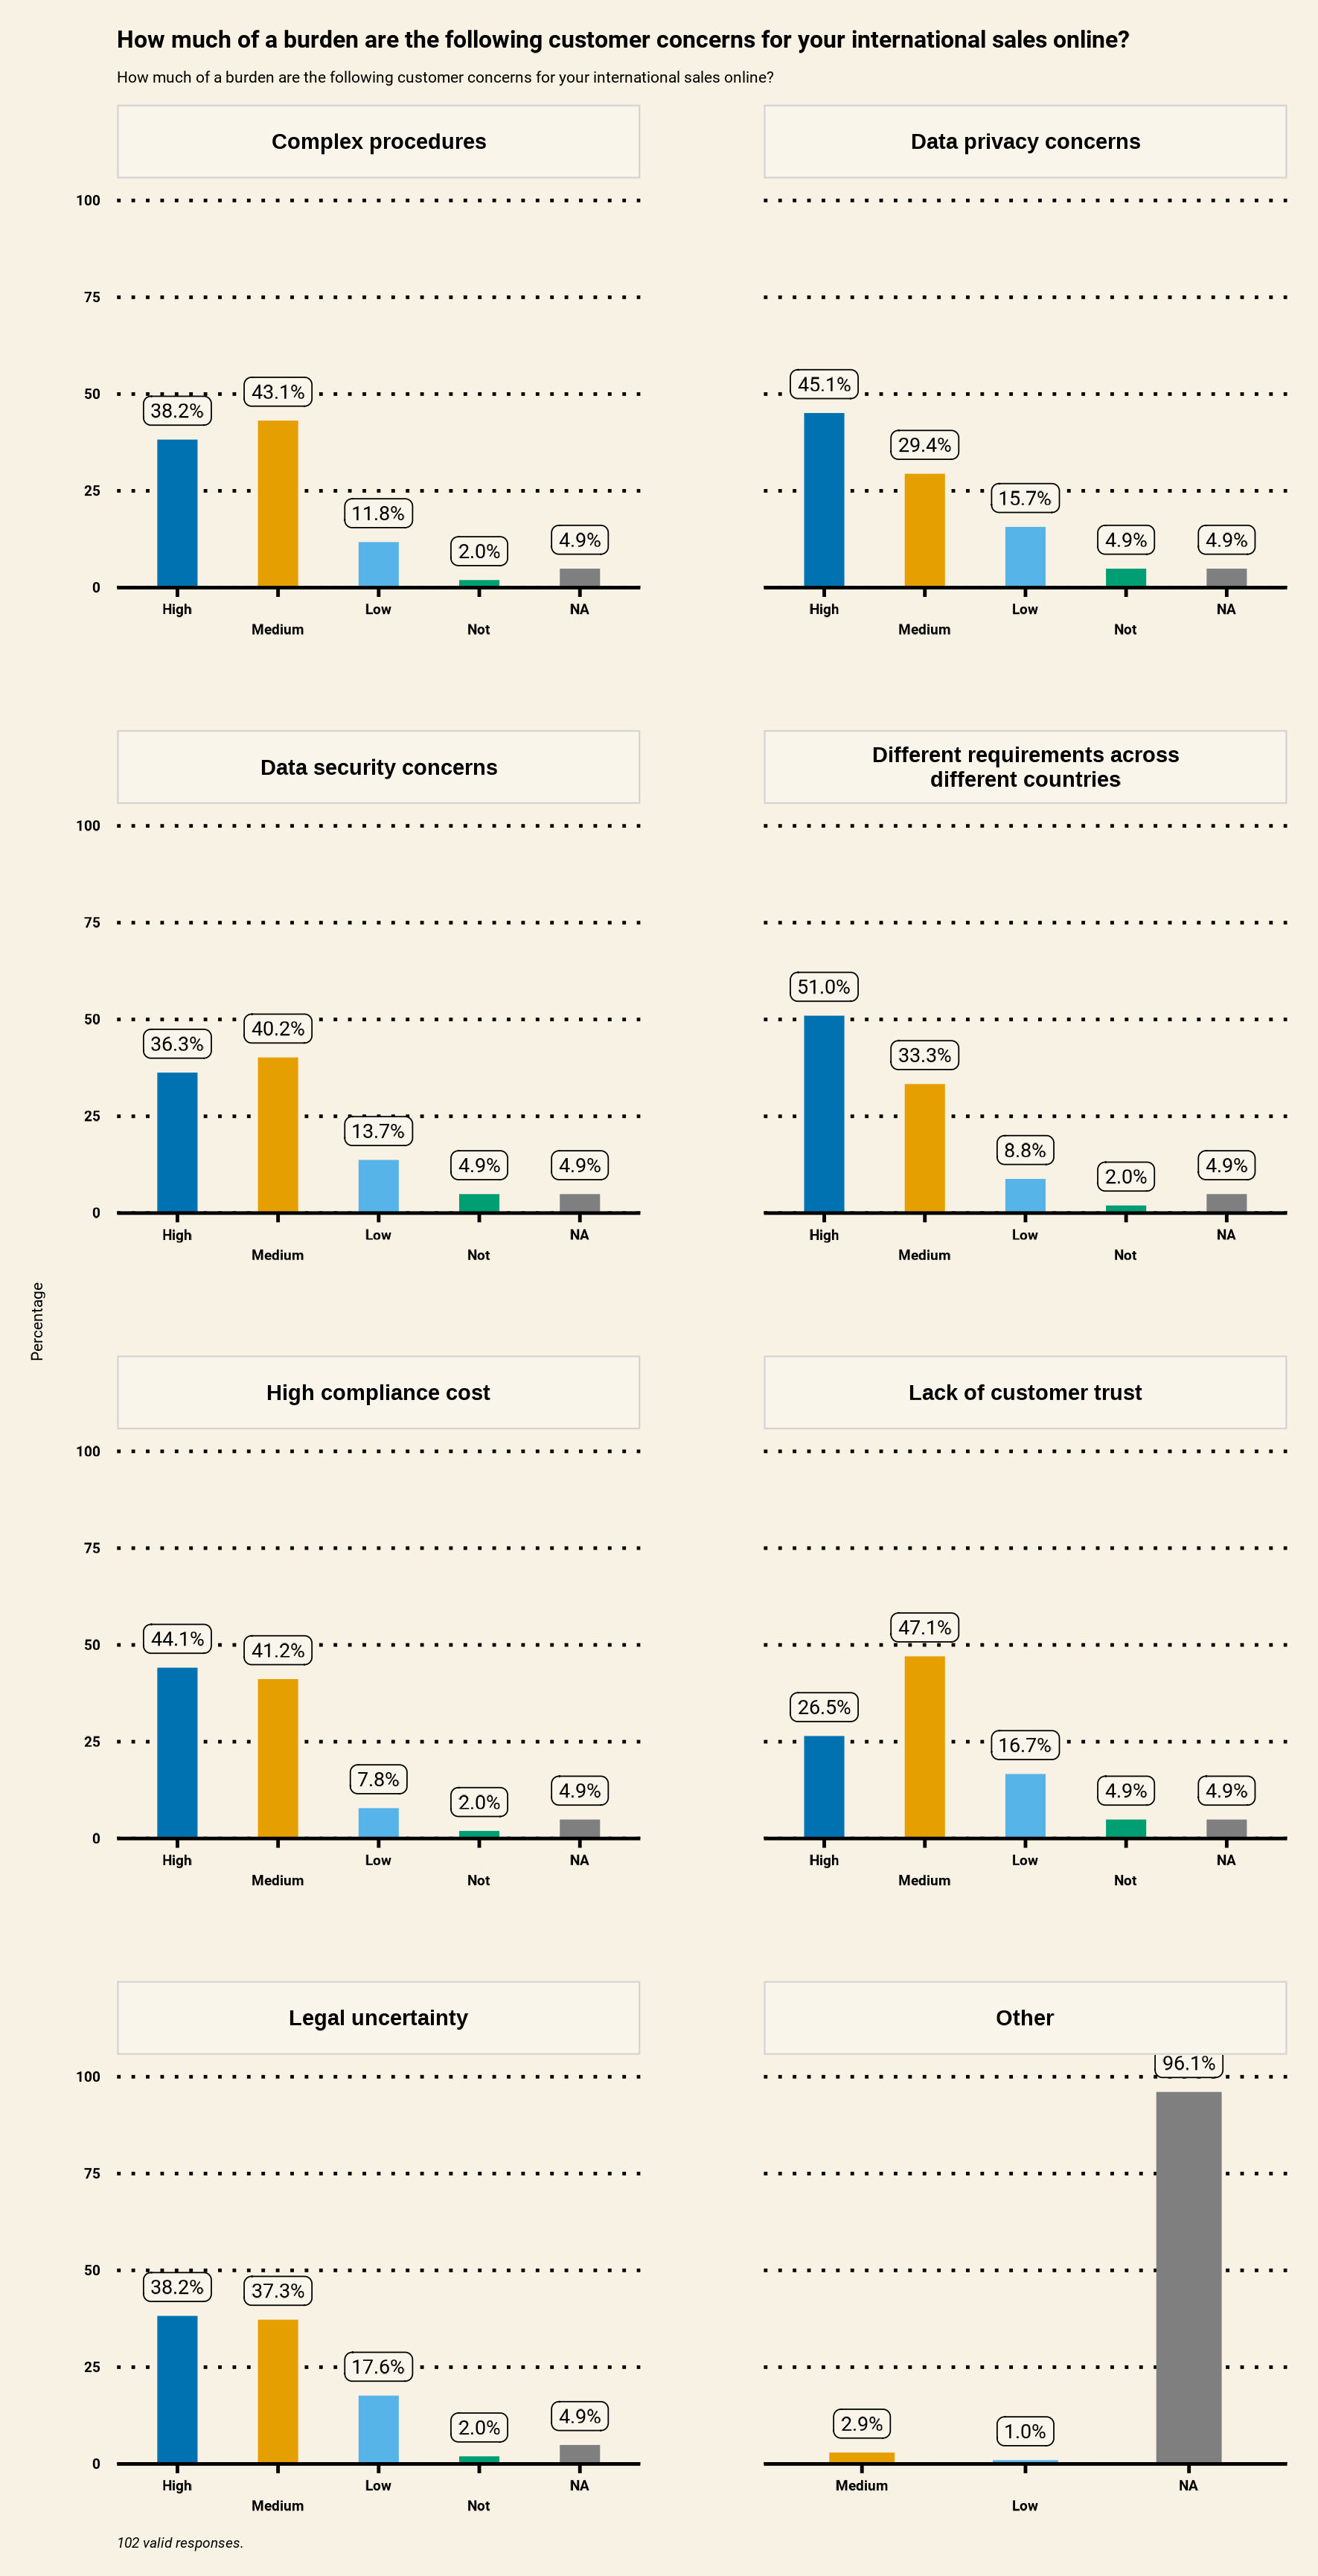 How much of a burden are the following customer concerns for your international sales online?
How much of a burden are the following customer concerns for your international sales online?
Percentage
Complex procedures
100
75
50
25
0
38.2%
43.1%
11.8%
2.0%
4.9%
High
Medium
Low
Not
NA
Data privacy concerns
45.1%
29.4%
15.7%
4.9%
4.9%
High
Medium
Low
Not
NA
Data security concerns
100
75
50
25
0
36.3%
40.2%
13.7%
4.9%
4.9%
High
Medium
Low
Not
NA
Different requirements across
different countries
51.0%
33.3%
8.8%
2.0%
4.9%
High
Medium
Low
Not
NA
High compliance cost
100
75
50
25
0
44.1%
41.2%
7.8%
2.0%
4.9%
High
Medium
Low
Not
NA
Lack of customer trust
26.5%
47.1%
16.7%
4.9%
4.9%
High
Medium
Low
Not
NA
Legal uncertainty
100
75
50
25
0
38.2%
37.3%
17.6%
2.0%
4.9%
High
Medium
Low
Not
NA
Other
2.9%
1.0%
96.1%
Medium
Low
NA
102 valid responses.